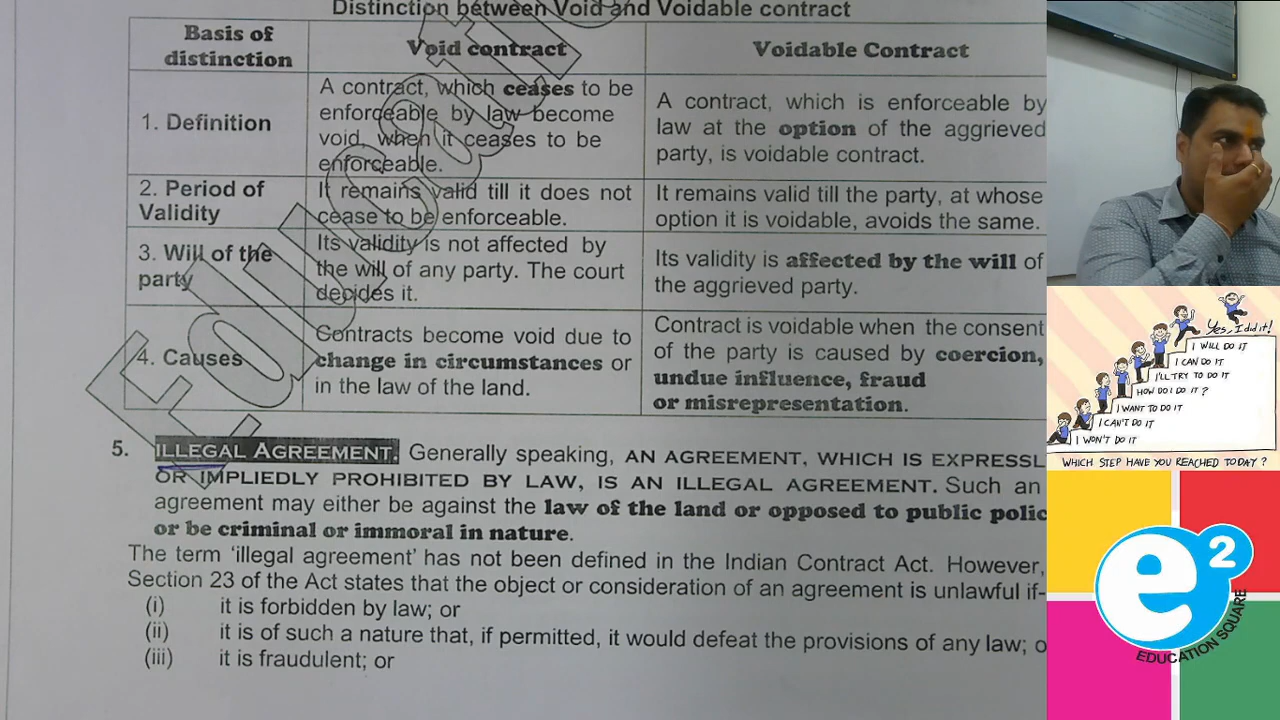 Distinction between Void and Voidable contract
Basis of
distinction
Void contract
Voidable Contract
1. Definition
A contract, which ceases to be
enforceable by law become
void, when it ceases to be
enforceable.
A contract, which is enforceable by
law at the option of the aggrieved
party, is voidable contract.
2. Period of
Validity
It remains valid till it does not
cease to be enforceable.
It remains valid till the party, at whose
option it is voidable, avoids the same.
3. Will of the
party
Its validity is not affected by
the will of any party. The court
decides it.
Its validity is affected by the will of
the aggrieved party.
4. Causes
Contracts become void due to
change in circumstances or
in the law of the land.
Contract is voidable when the consent
of the party is caused by coercion,
undue influence, fraud
or misrepresentation.
5. ILLEGAL AGREEMENT. Generally speaking, AN AGREEMENT, WHICH IS EXPRESSL
OR IMPLIEDLY PROHIBITED BY LAW, IS AN ILLEGAL AGREEMENT. Such an
agreement may either be against the law of the land or opposed to public polic
or be criminal or immoral in nature.
The term 'illegal agreement' has not been defined in the Indian Contract Act. However,
Section 23 of the Act states that the object or consideration of an agreement is unlawful if-
(i) it is forbidden by law; or
(ii) it is of such a nature that, if permitted, it would defeat the provisions of any law; o
(iii) it is fraudulent; or
Yes, I did it!
I WILL DO IT
I CAN DO IT
I'LL TRY TO DO IT
HOW DO I DO IT?
I WANT TO DO IT
I CAN'T DO IT
I WON'T DO IT
WHICH STEP HAVE YOU REACHED TODAY?
e2
EDUCATION SQUARE